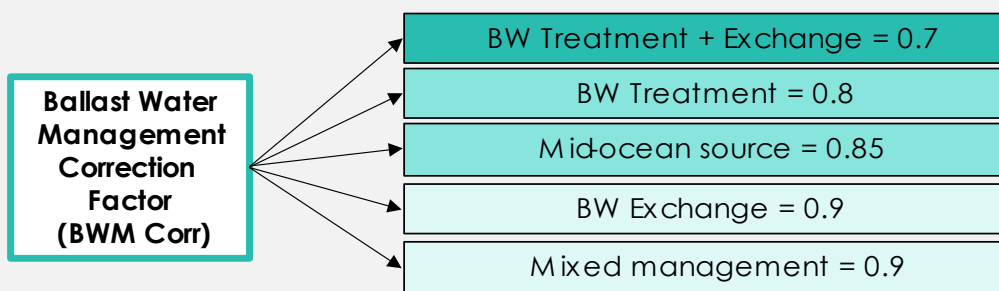 Ballast Water
Management
Correction
Factor
(BWM Corr)
BW Treatment + Exchange = 0.7
BW Treatment = 0.8
Mid-ocean source = 0.85
BW Exchange = 0.9
Mixed management = 0.9